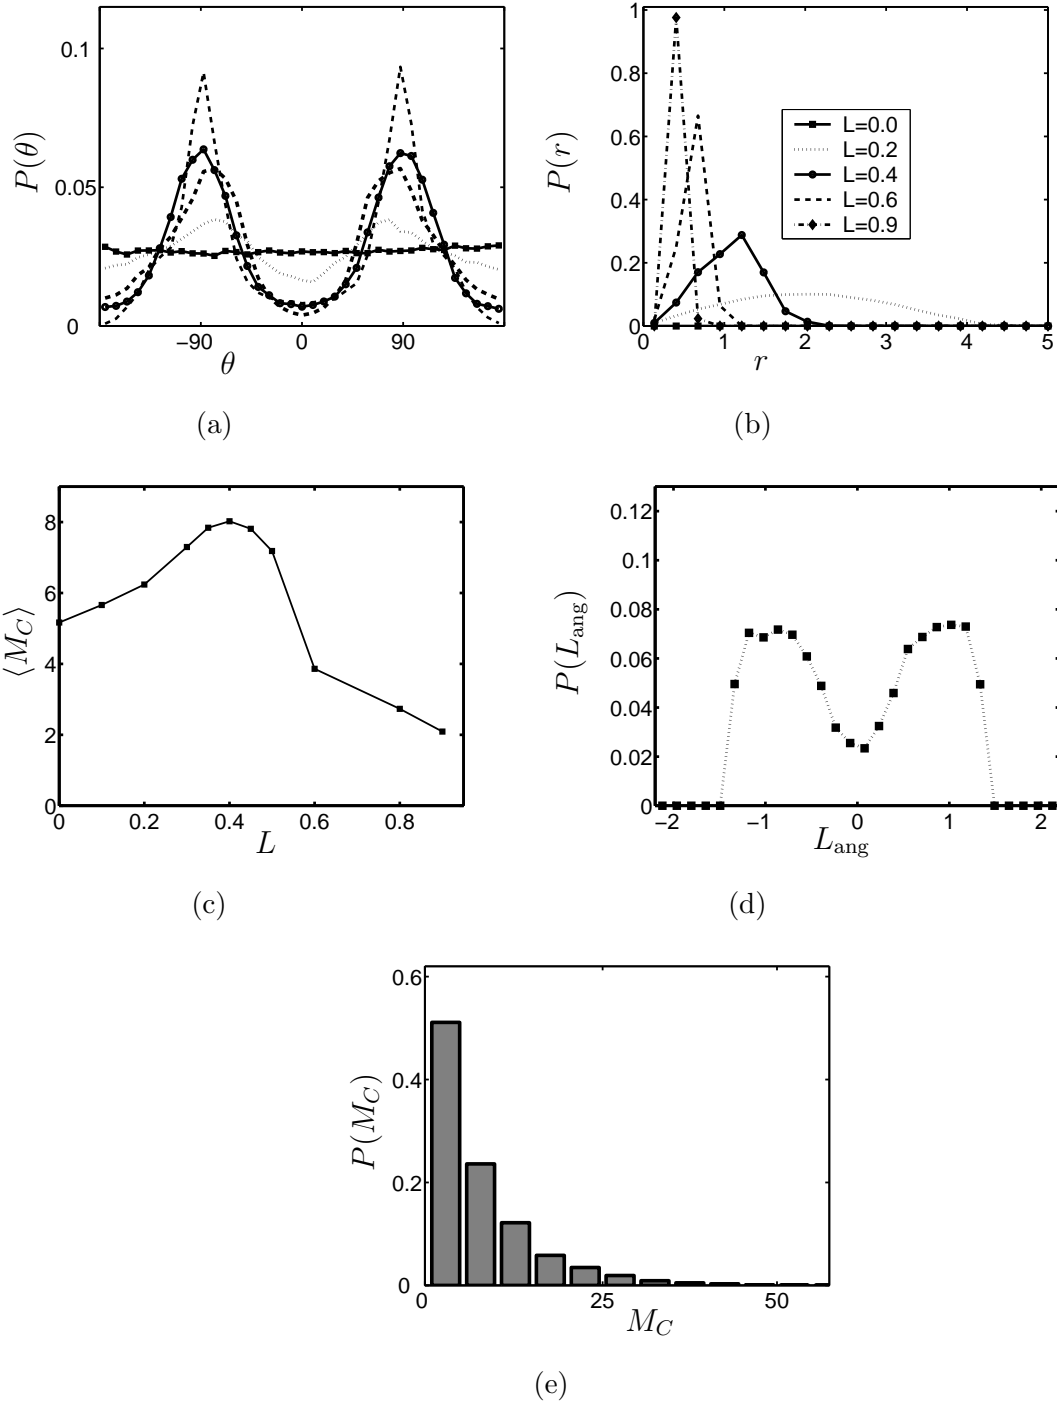 0.1
0.05
0
−90 0 90
P(θ)
θ
(a)
1
0.8
0.6
0.4
0.2
0
0 1 2 3 4 5
P(r)
r
L=0.0
L=0.2
L=0.4
L=0.6
L=0.9
(b)
8
6
4
2
0
0 0.2 0.4 0.6 0.8
⟨M_C⟩
L
(c)
0.12
0.1
0.08
0.06
0.04
0.02
0
−2 −1 0 1 2
P(L_ang)
L_ang
(d)
0.6
0.4
0.2
0
0 25 50
P(M_C)
M_C
(e)